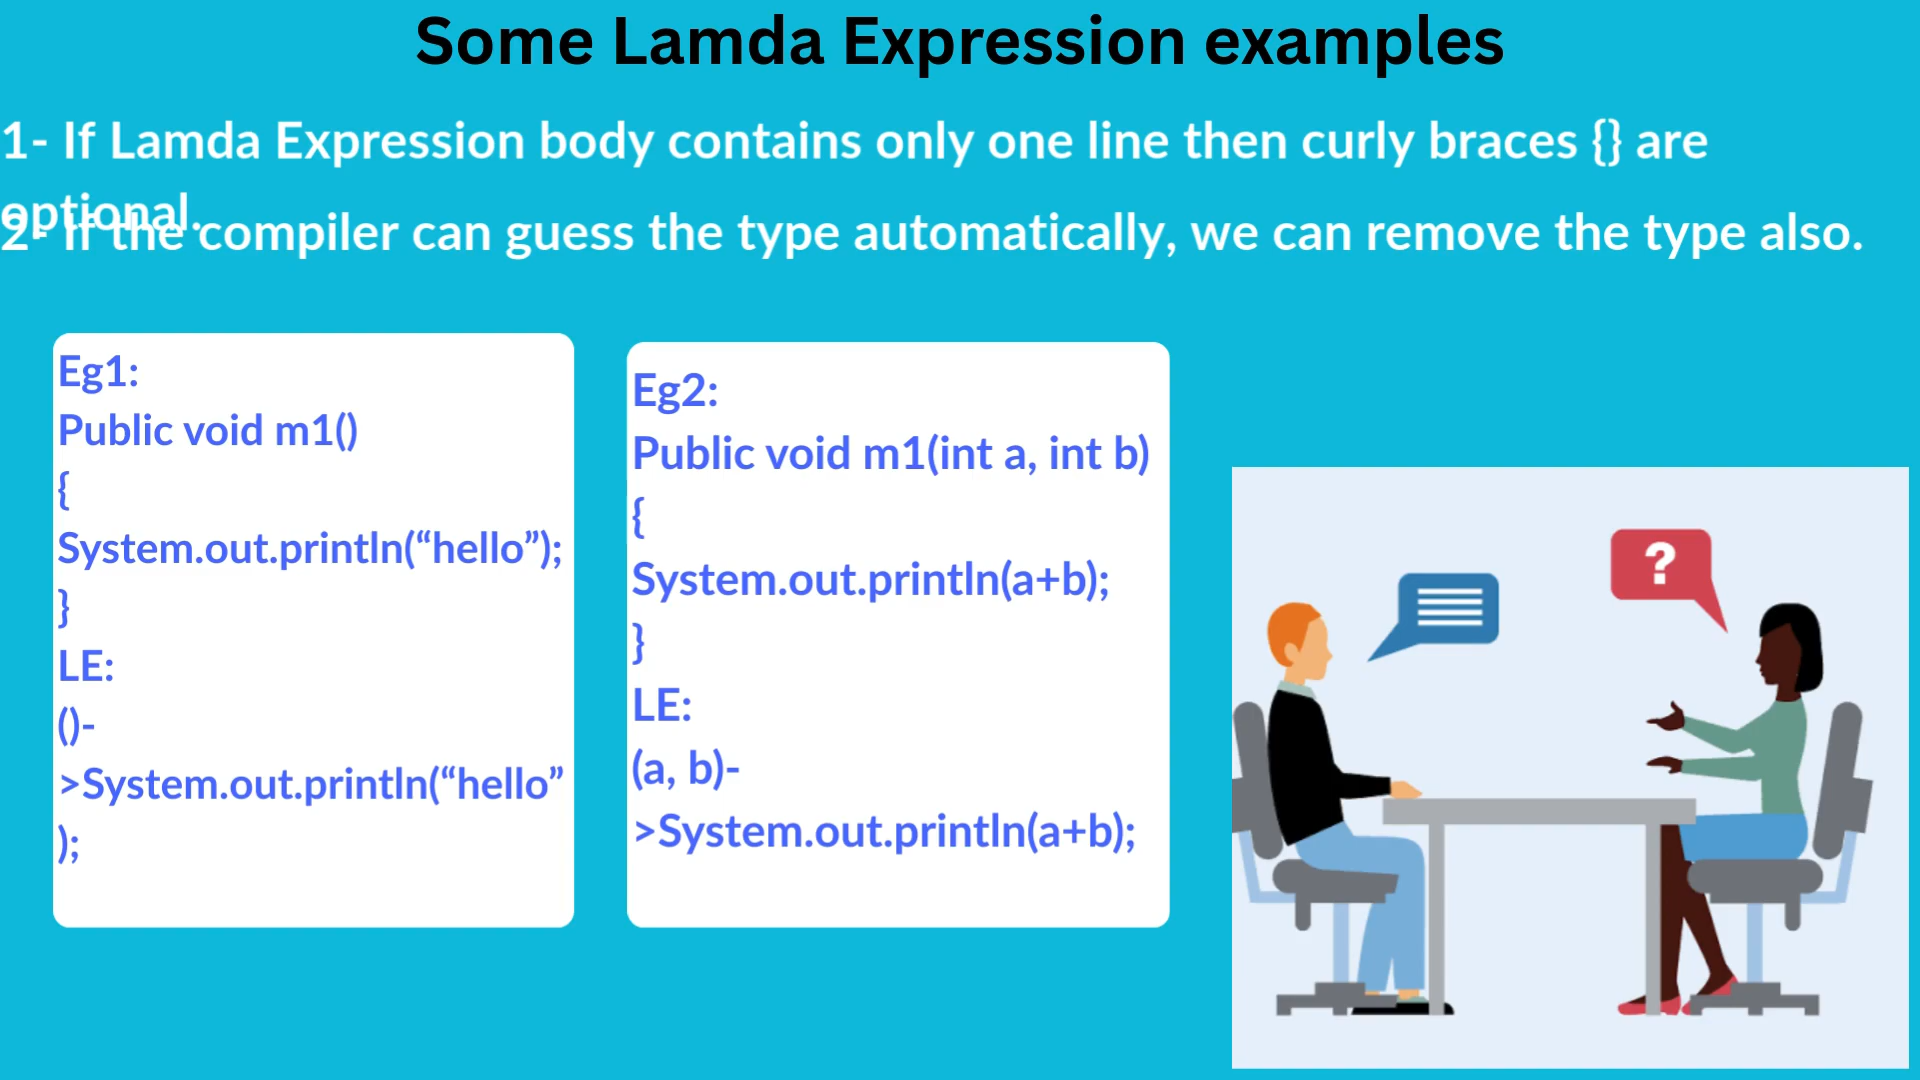 Some Lamda Expression examples
1- If Lamda Expression body contains only one line then curly braces {} are
optional.
2- if the compiler can guess the type automatically, we can remove the type also.
Eg1:
Public void m1()
{
System.out.println(“hello”);
}
LE:
()-
>System.out.println(“hello”
);
Eg2:
Public void m1(int a, int b)
{
System.out.println(a+b);
}
LE:
(a, b)-
>System.out.println(a+b);
?